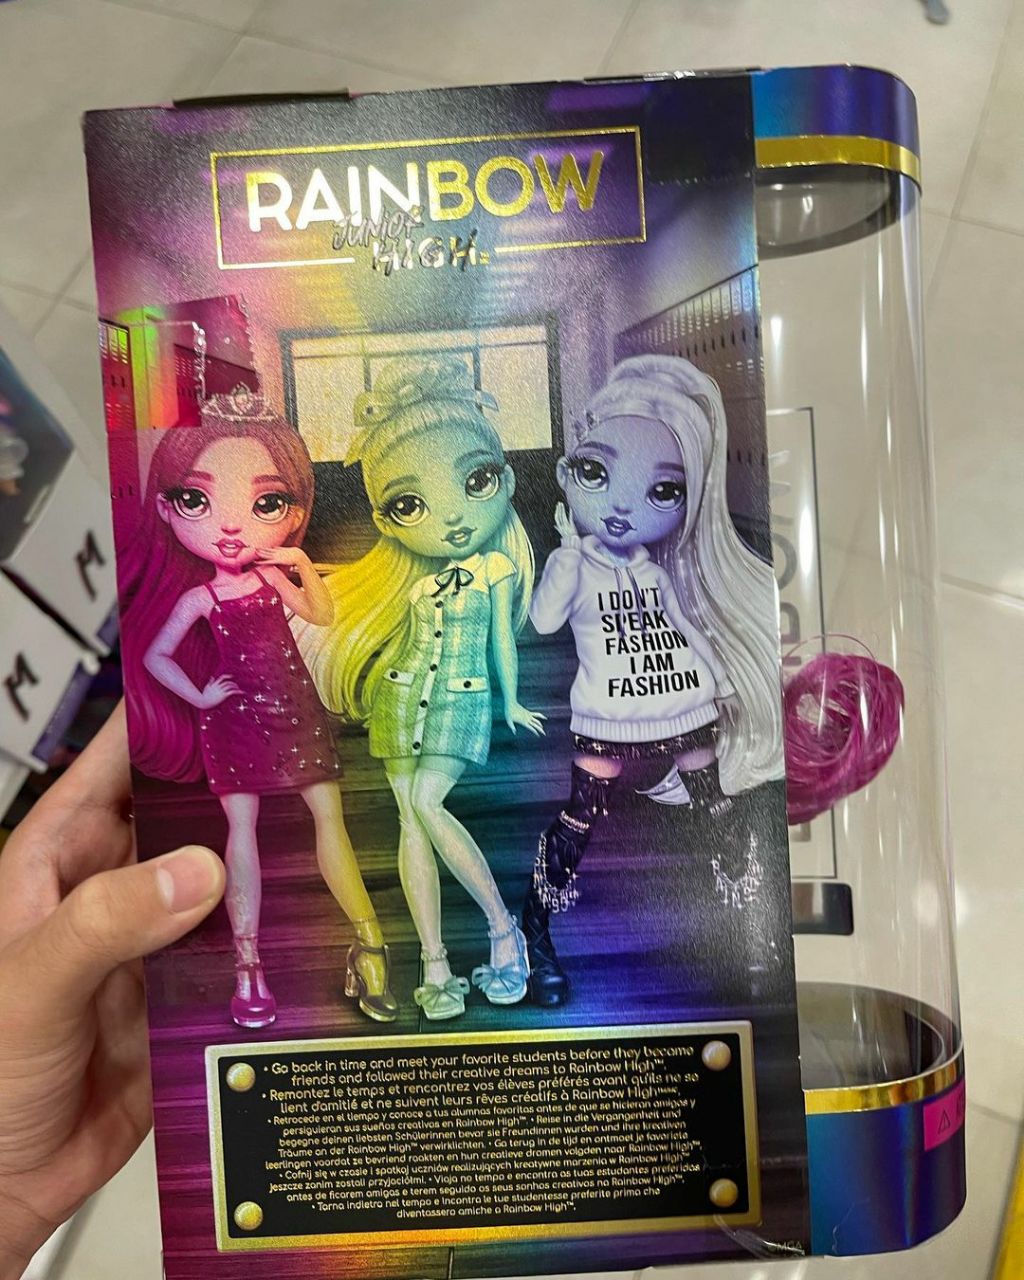 RAINBOW
JUNIOR
HIGH
I DON'T
SPEAK
FASHION
I AM
FASHION
• Go back in time and meet your favorite students before they became
friends and followed their creative dreams to Rainbow High™.
• Remontez le temps et rencontrez vos élèves préférés avant qu'ils ne se
lient d'amitié et ne suivent leurs rêves créatifs à Rainbow High™.
• Retrocede en el tiempo y conoce a tus alumnas favoritas antes de que se hicieran amigas y
persiguieran sus sueños creativos en Rainbow High™. • Reise in die Vergangenheit und
begegne deinen liebsten Schülerinnen bevor sie Freundinnen wurden und ihre kreativen
Träume an der Rainbow High™ verwirklichten. • Ga terug in de tijd en ontmoet je favoriete
leerlingen voordat ze bevriend raakten en hun creatieve dromen volgden naar Rainbow High™.
• Cofnij się w czasie i spotkaj uczniów realizujących kreatywne marzenia w Rainbow High™
jeszcze zanim zostali przyjaciółmi. • Viaja no tempo e encontra as tuas estudantes preferidas
antes de ficarem amigas e terem seguido os seus sonhos criativos na Rainbow High™.
• Torna indietro nel tempo e incontra le tue studentesse preferite prima che
diventassero amiche a Rainbow High™.
©MGA
M
M